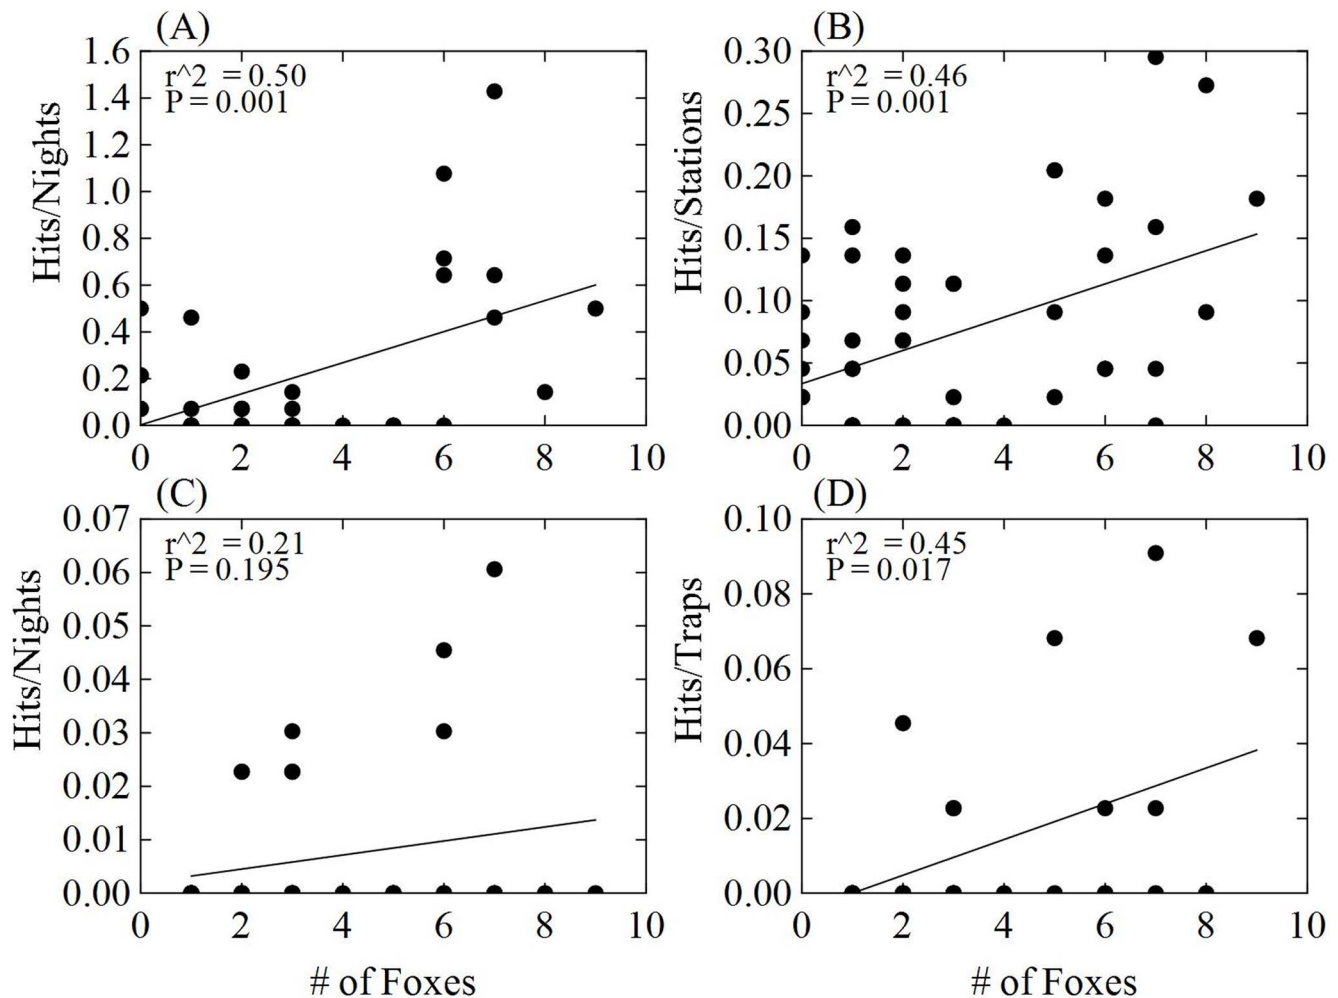 (A)
r^2 = 0.50
P = 0.001
Hits/Nights
1.6
1.4
1.2
1.0
0.8
0.6
0.4
0.2
0.0
0 2 4 6 8 10
(B)
r^2 = 0.46
P = 0.001
Hits/Stations
0.30
0.25
0.20
0.15
0.10
0.05
0.00
0 2 4 6 8 10
(C)
r^2 = 0.21
P = 0.195
Hits/Nights
0.07
0.06
0.05
0.04
0.03
0.02
0.01
0.00
0 2 4 6 8 10
# of Foxes
(D)
r^2 = 0.45
P = 0.017
Hits/Traps
0.10
0.08
0.06
0.04
0.02
0.00
0 2 4 6 8 10
# of Foxes